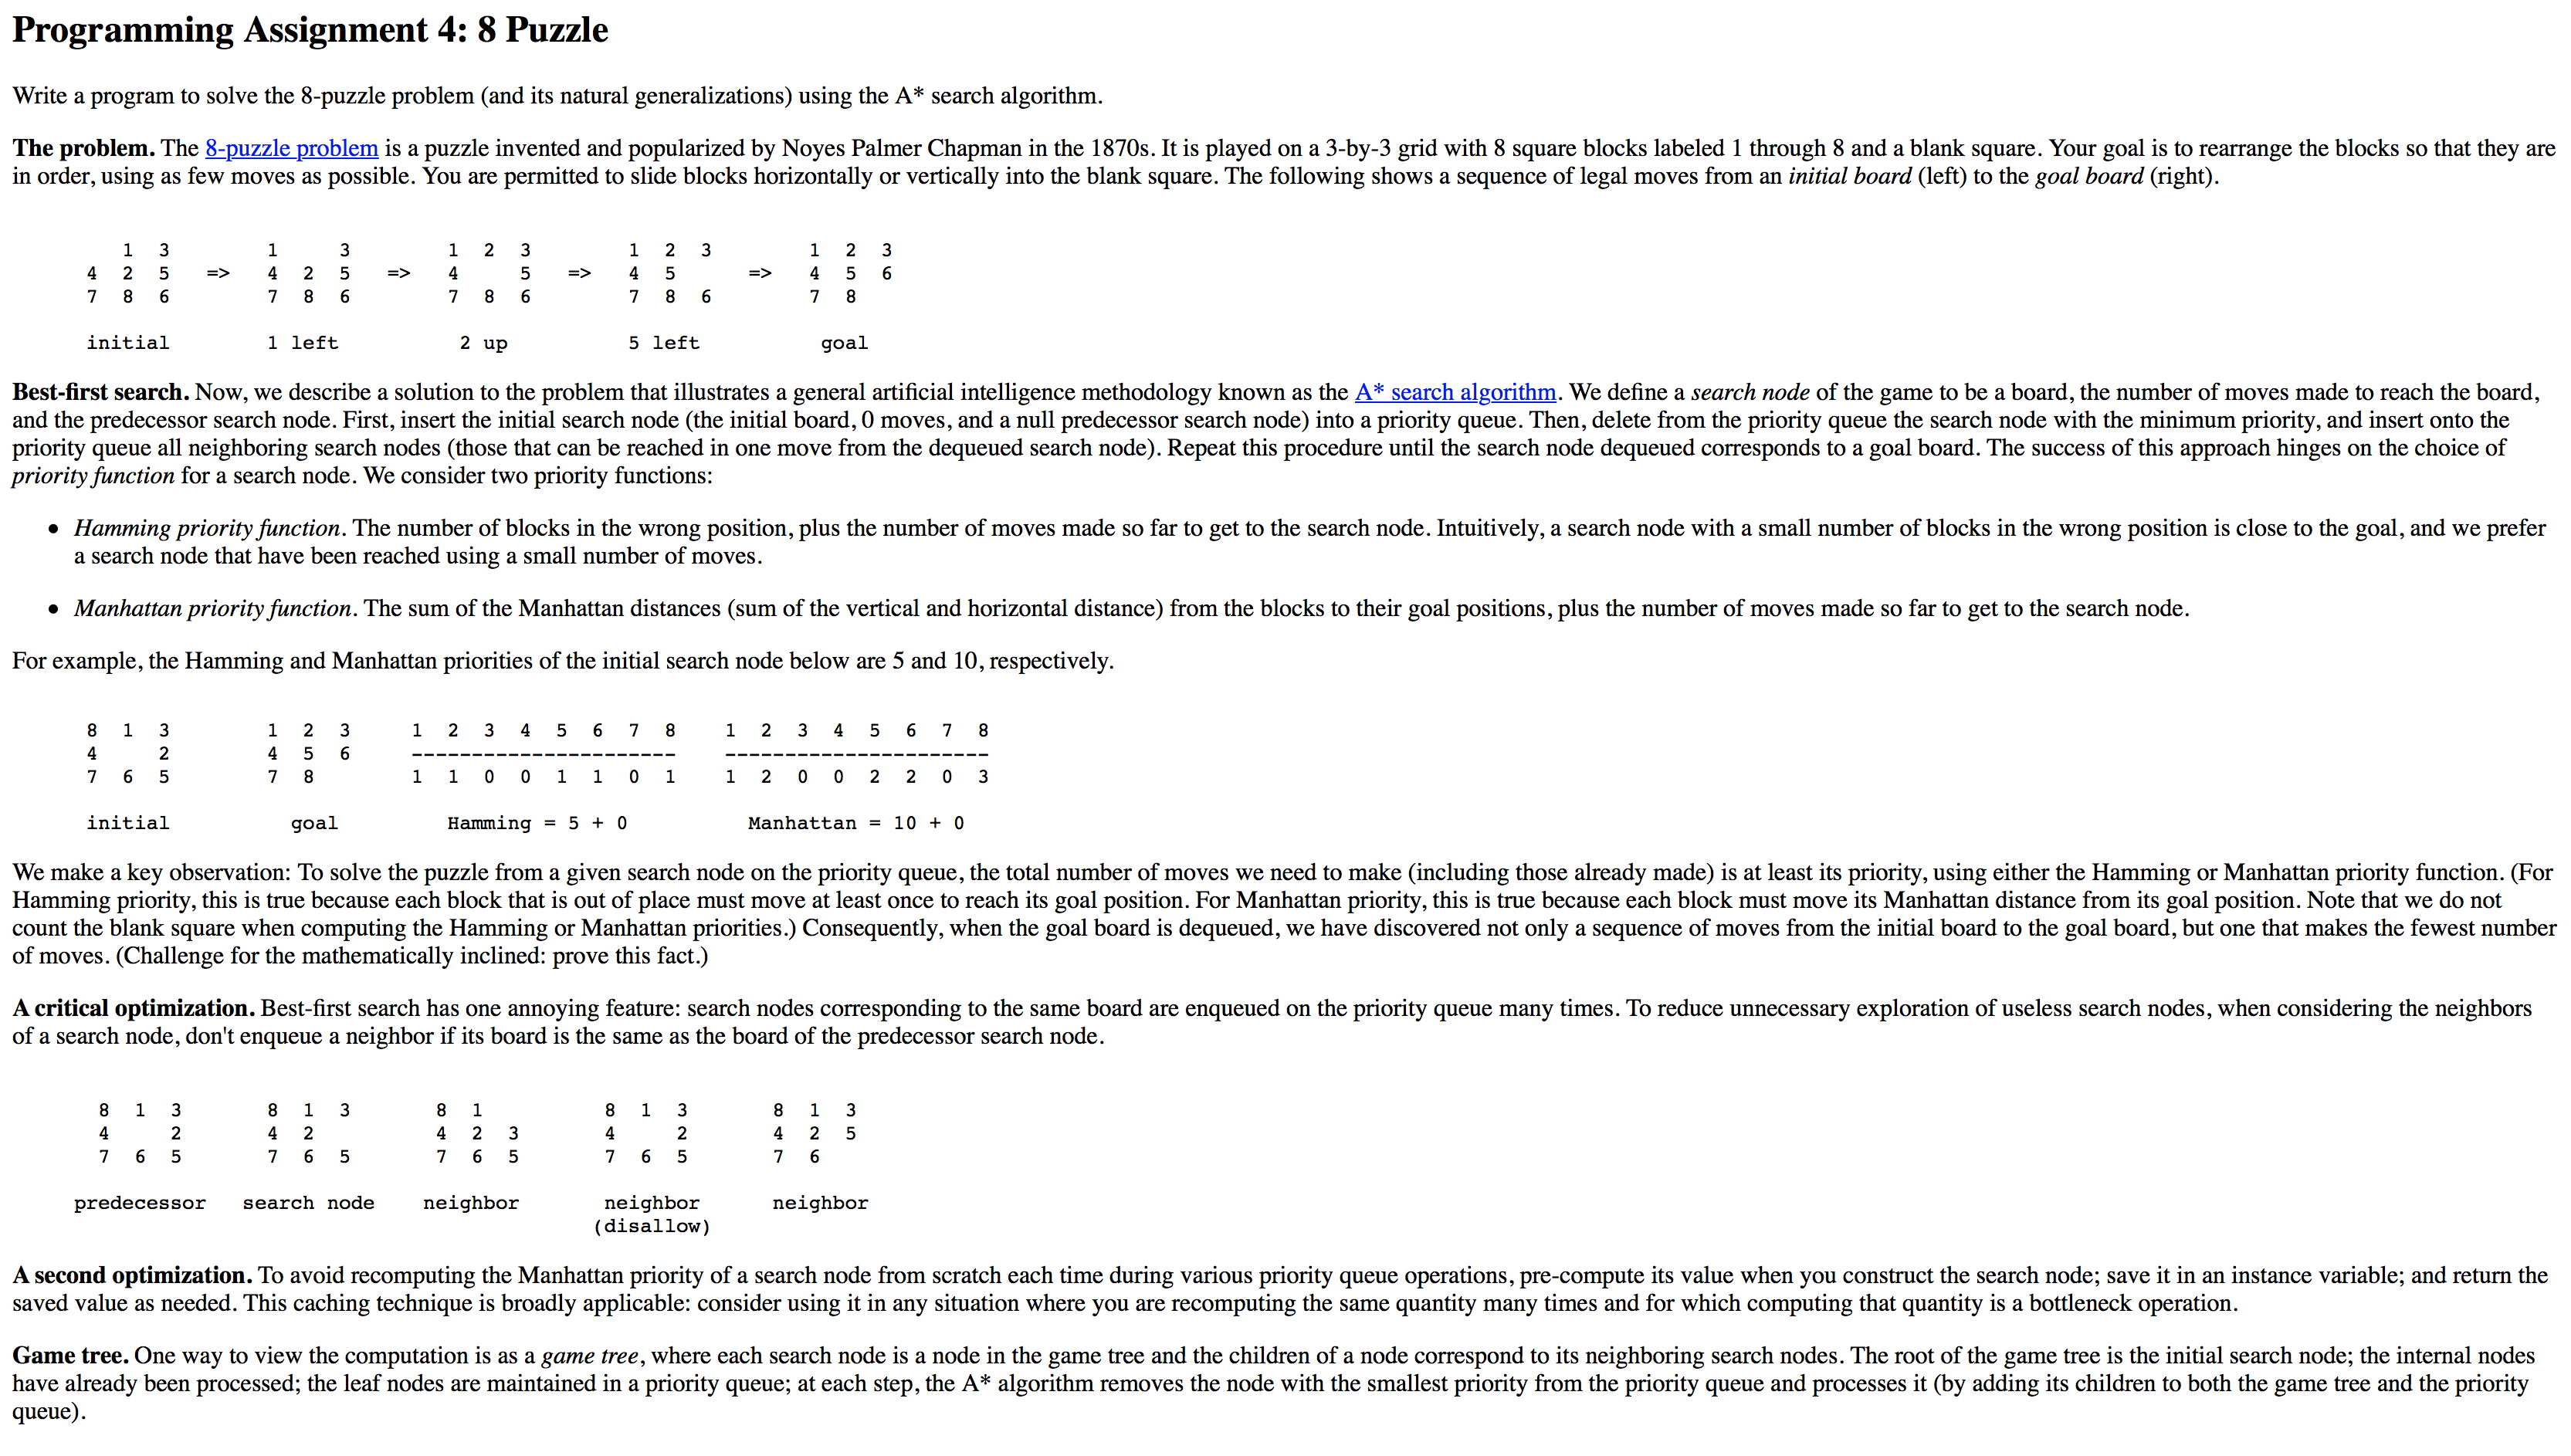 Programming Assignment 4: 8 Puzzle
Write a program to solve the 8-puzzle problem (and its natural generalizations) using the A* search algorithm.
The problem. The 8-puzzle problem is a puzzle invented and popularized by Noyes Palmer Chapman in the 1870s. It is played on a 3-by-3 grid with 8 square blocks labeled 1 through 8 and a blank square. Your goal is to rearrange the blocks so that they are
in order, using as few moves as possible. You are permitted to slide blocks horizontally or vertically into the blank square. The following shows a sequence of legal moves from an initial board (left) to the goal board (right).
   1  3        1     3        1  2  3        1  2  3        1  2  3
4  2  5   =>   4  2  5   =>   4     5   =>   4  5      =>   4  5  6
7  8  6        7  8  6        7  8  6        7  8  6        7  8
initial        1 left          2 up          5 left          goal
Best-first search. Now, we describe a solution to the problem that illustrates a general artificial intelligence methodology known as the A* search algorithm. We define a search node of the game to be a board, the number of moves made to reach the board,
and the predecessor search node. First, insert the initial search node (the initial board, 0 moves, and a null predecessor search node) into a priority queue. Then, delete from the priority queue the search node with the minimum priority, and insert onto the
priority queue all neighboring search nodes (those that can be reached in one move from the dequeued search node). Repeat this procedure until the search node dequeued corresponds to a goal board. The success of this approach hinges on the choice of
priority function for a search node. We consider two priority functions:
• Hamming priority function. The number of blocks in the wrong position, plus the number of moves made so far to get to the search node. Intuitively, a search node with a small number of blocks in the wrong position is close to the goal, and we prefer
a search node that have been reached using a small number of moves.
• Manhattan priority function. The sum of the Manhattan distances (sum of the vertical and horizontal distance) from the blocks to their goal positions, plus the number of moves made so far to get to the search node.
For example, the Hamming and Manhattan priorities of the initial search node below are 5 and 10, respectively.
8  1  3        1  2  3     1  2  3  4  5  6  7  8    1  2  3  4  5  6  7  8
4     2        4  5  6     ----------------------    ----------------------
7  6  5        7  8        1  1  0  0  1  1  0  1    1  2  0  0  2  2  0  3
initial          goal         Hamming = 5 + 0          Manhattan = 10 + 0
We make a key observation: To solve the puzzle from a given search node on the priority queue, the total number of moves we need to make (including those already made) is at least its priority, using either the Hamming or Manhattan priority function. (For
Hamming priority, this is true because each block that is out of place must move at least once to reach its goal position. For Manhattan priority, this is true because each block must move its Manhattan distance from its goal position. Note that we do not
count the blank square when computing the Hamming or Manhattan priorities.) Consequently, when the goal board is dequeued, we have discovered not only a sequence of moves from the initial board to the goal board, but one that makes the fewest number
of moves. (Challenge for the mathematically inclined: prove this fact.)
A critical optimization. Best-first search has one annoying feature: search nodes corresponding to the same board are enqueued on the priority queue many times. To reduce unnecessary exploration of useless search nodes, when considering the neighbors
of a search node, don't enqueue a neighbor if its board is the same as the board of the predecessor search node.
8  1  3       8  1  3       8  1          8  1  3       8  1  3
4     2       4  2          4  2  3       4     2       4  2  5
7  6  5       7  6  5       7  6  5       7  6  5       7  6
predecessor   search node    neighbor       neighbor      neighbor
(disallow)
A second optimization. To avoid recomputing the Manhattan priority of a search node from scratch each time during various priority queue operations, pre-compute its value when you construct the search node; save it in an instance variable; and return the
saved value as needed. This caching technique is broadly applicable: consider using it in any situation where you are recomputing the same quantity many times and for which computing that quantity is a bottleneck operation.
Game tree. One way to view the computation is as a game tree, where each search node is a node in the game tree and the children of a node correspond to its neighboring search nodes. The root of the game tree is the initial search node; the internal nodes
have already been processed; the leaf nodes are maintained in a priority queue; at each step, the A* algorithm removes the node with the smallest priority from the priority queue and processes it (by adding its children to both the game tree and the priority
queue).